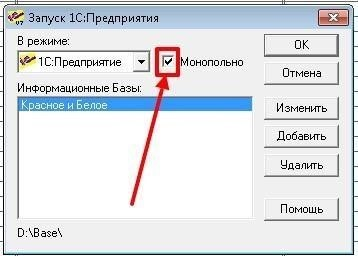 Запуск 1С:Предприятия
В режиме:
1С:Предприятие
Монопольно
OK
Отмена
Информационные Базы:
Красное и Белое
Изменить
Добавить
Удалить
Помощь
D:\Base\